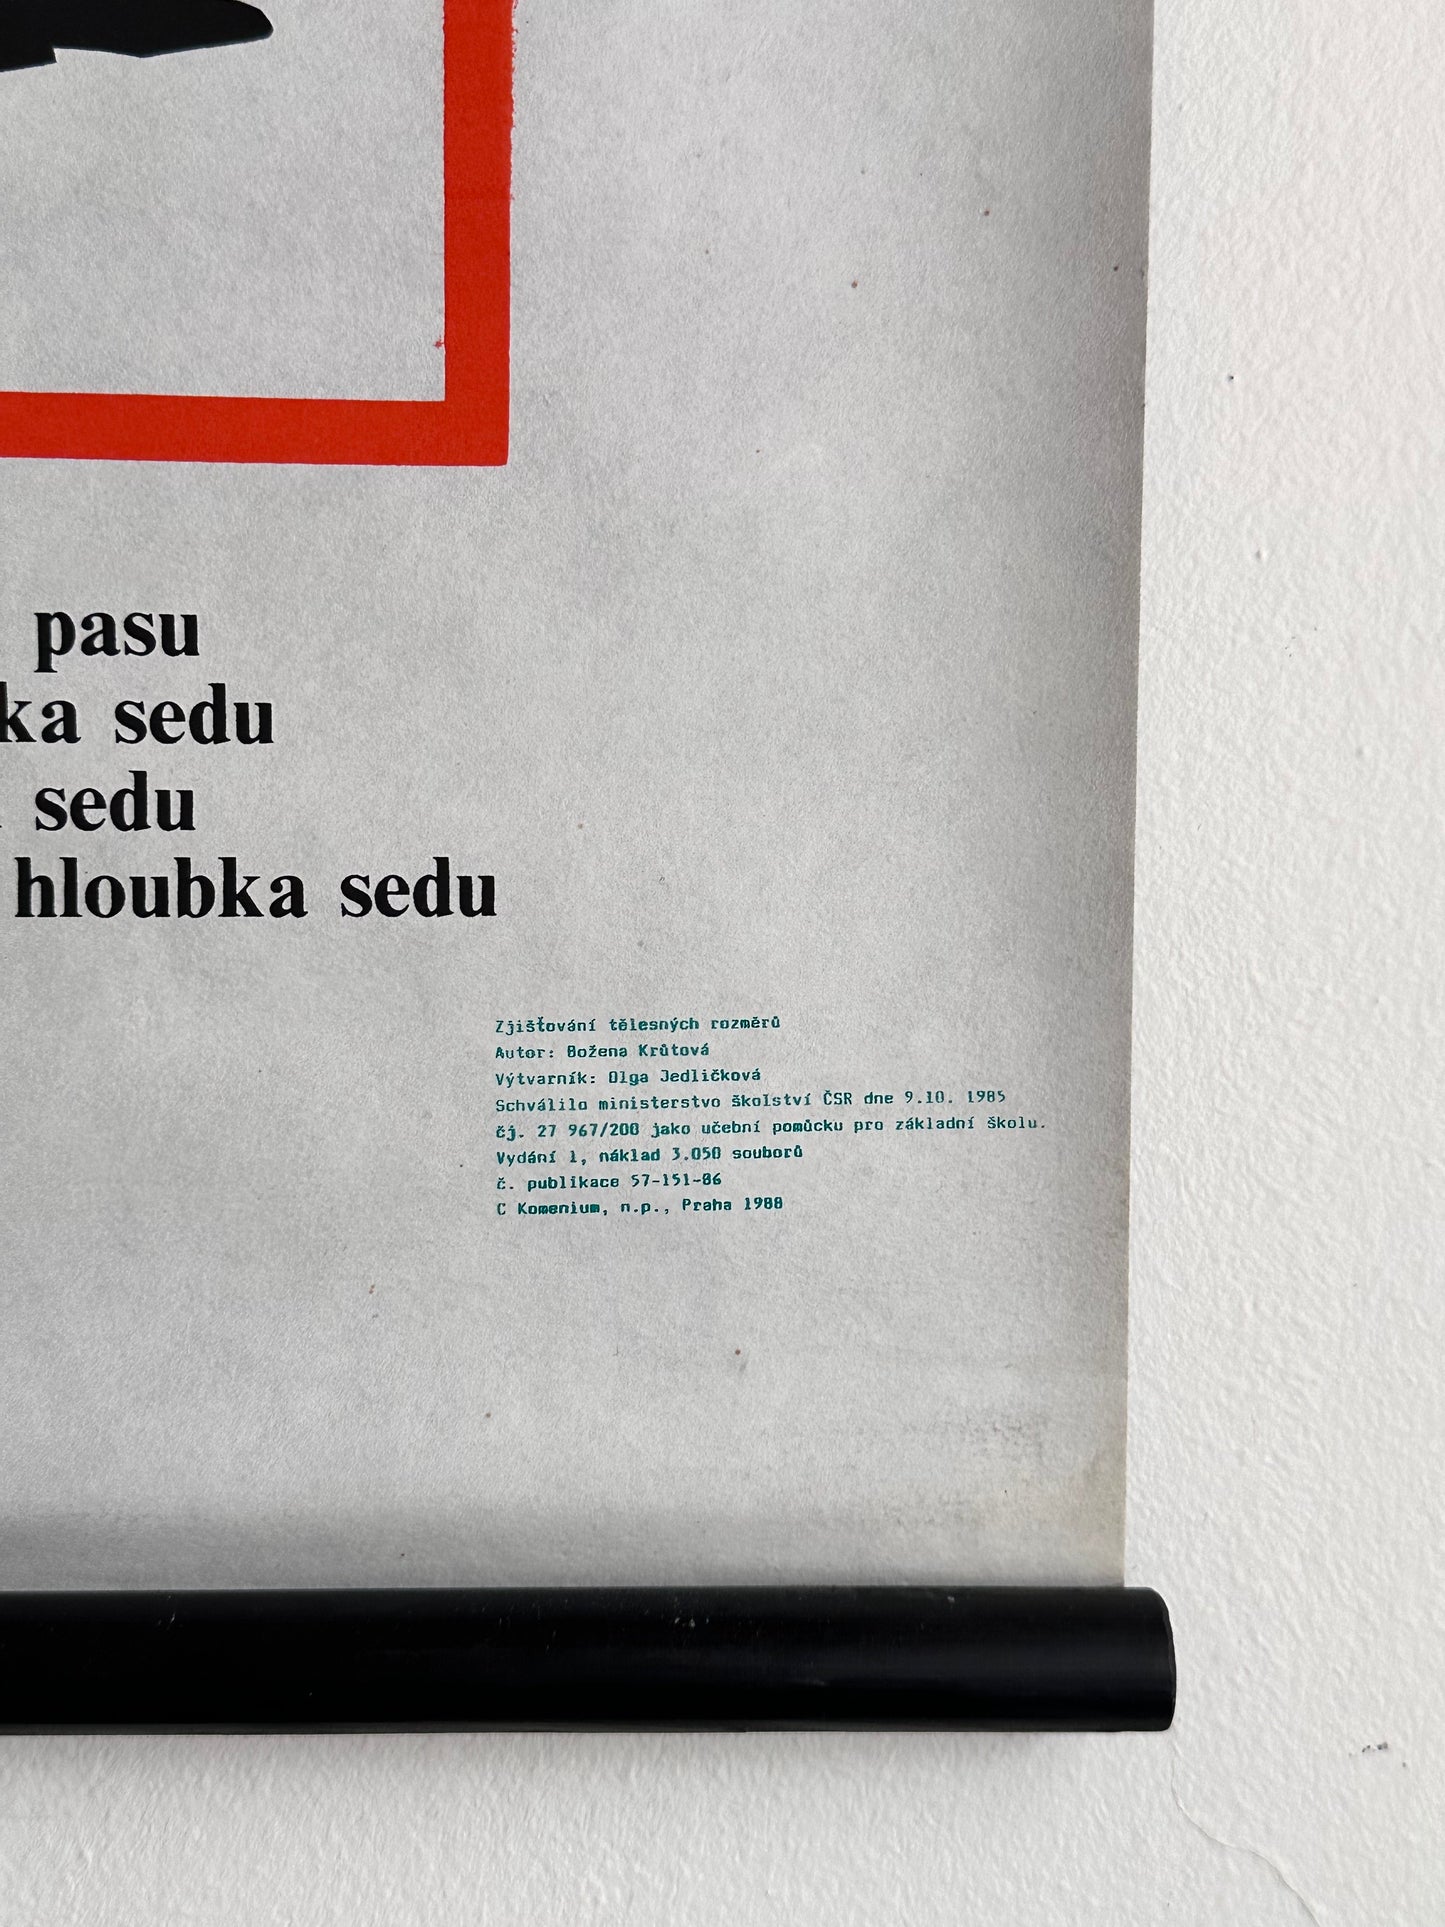 pasu
ka sedu
sedu
hloubka sedu
Zjišťování tělesných rozměrů
Autor: Božena Krůtová
Výtvarník: Olga Jedličková
Schválilo ministerstvo školství ČSR dne 9.10. 1985
čj. 27 967/200 jako učební pomůcku pro základní školu.
Vydání 1, náklad 3.050 souborů
č. publikace 57-151-86
C Komenium, n.p., Praha 1988